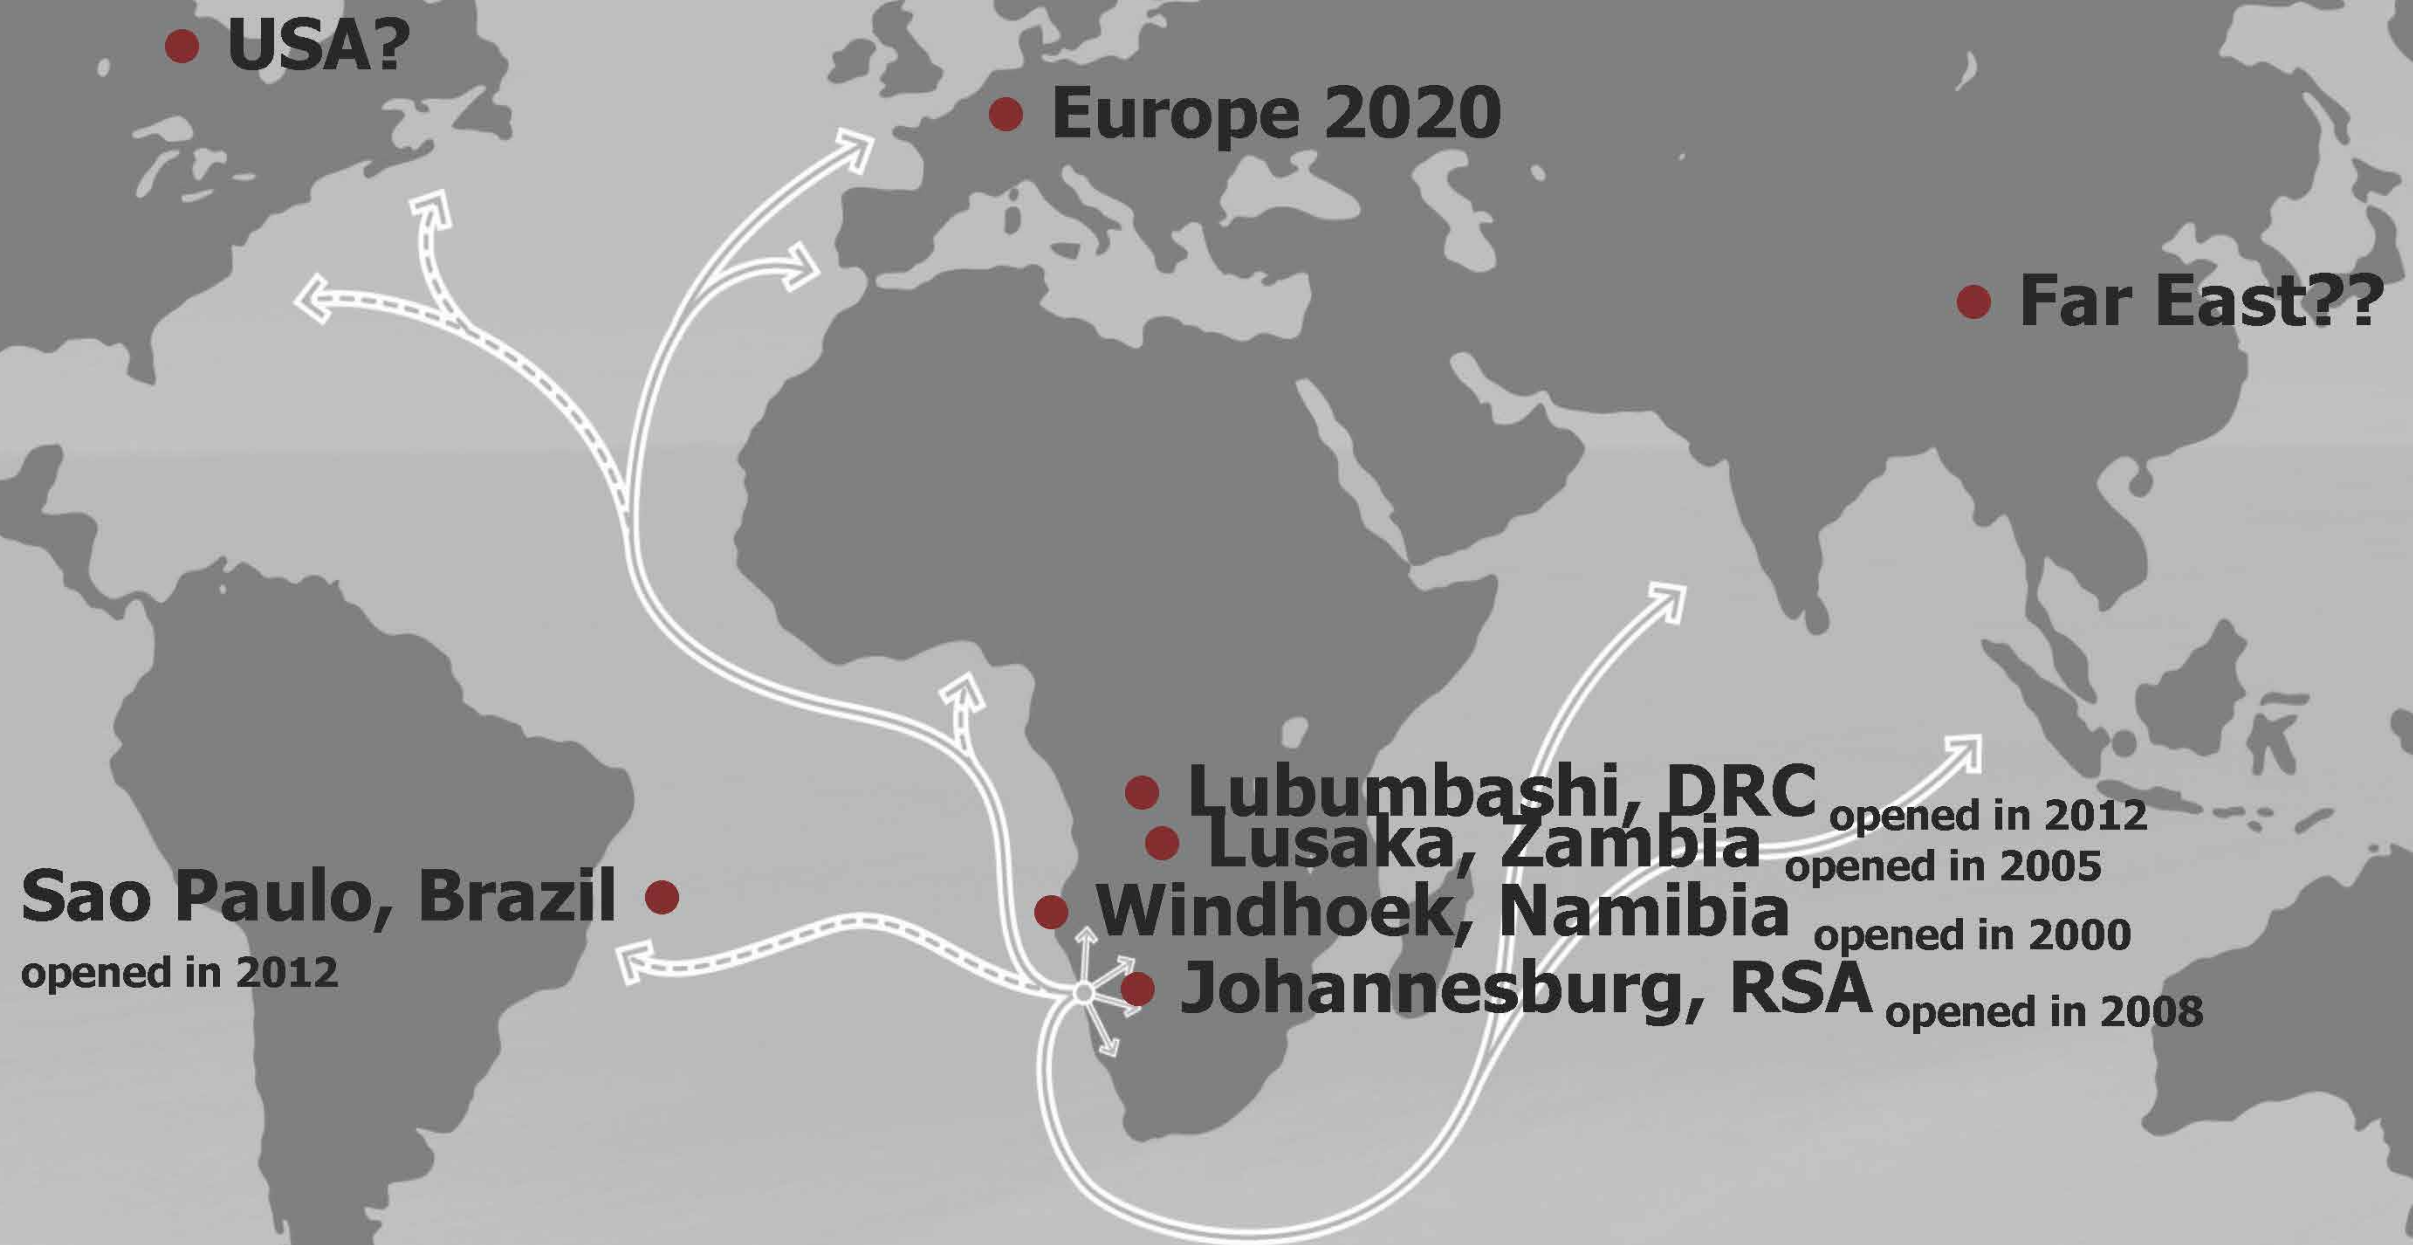 USA?
Europe 2020
Far East??
Lubumbashi, DRC opened in 2012
Lusaka, Zambia opened in 2005
Sao Paulo, Brazil
opened in 2012
Windhoek, Namibia opened in 2000
Johannesburg, RSA opened in 2008